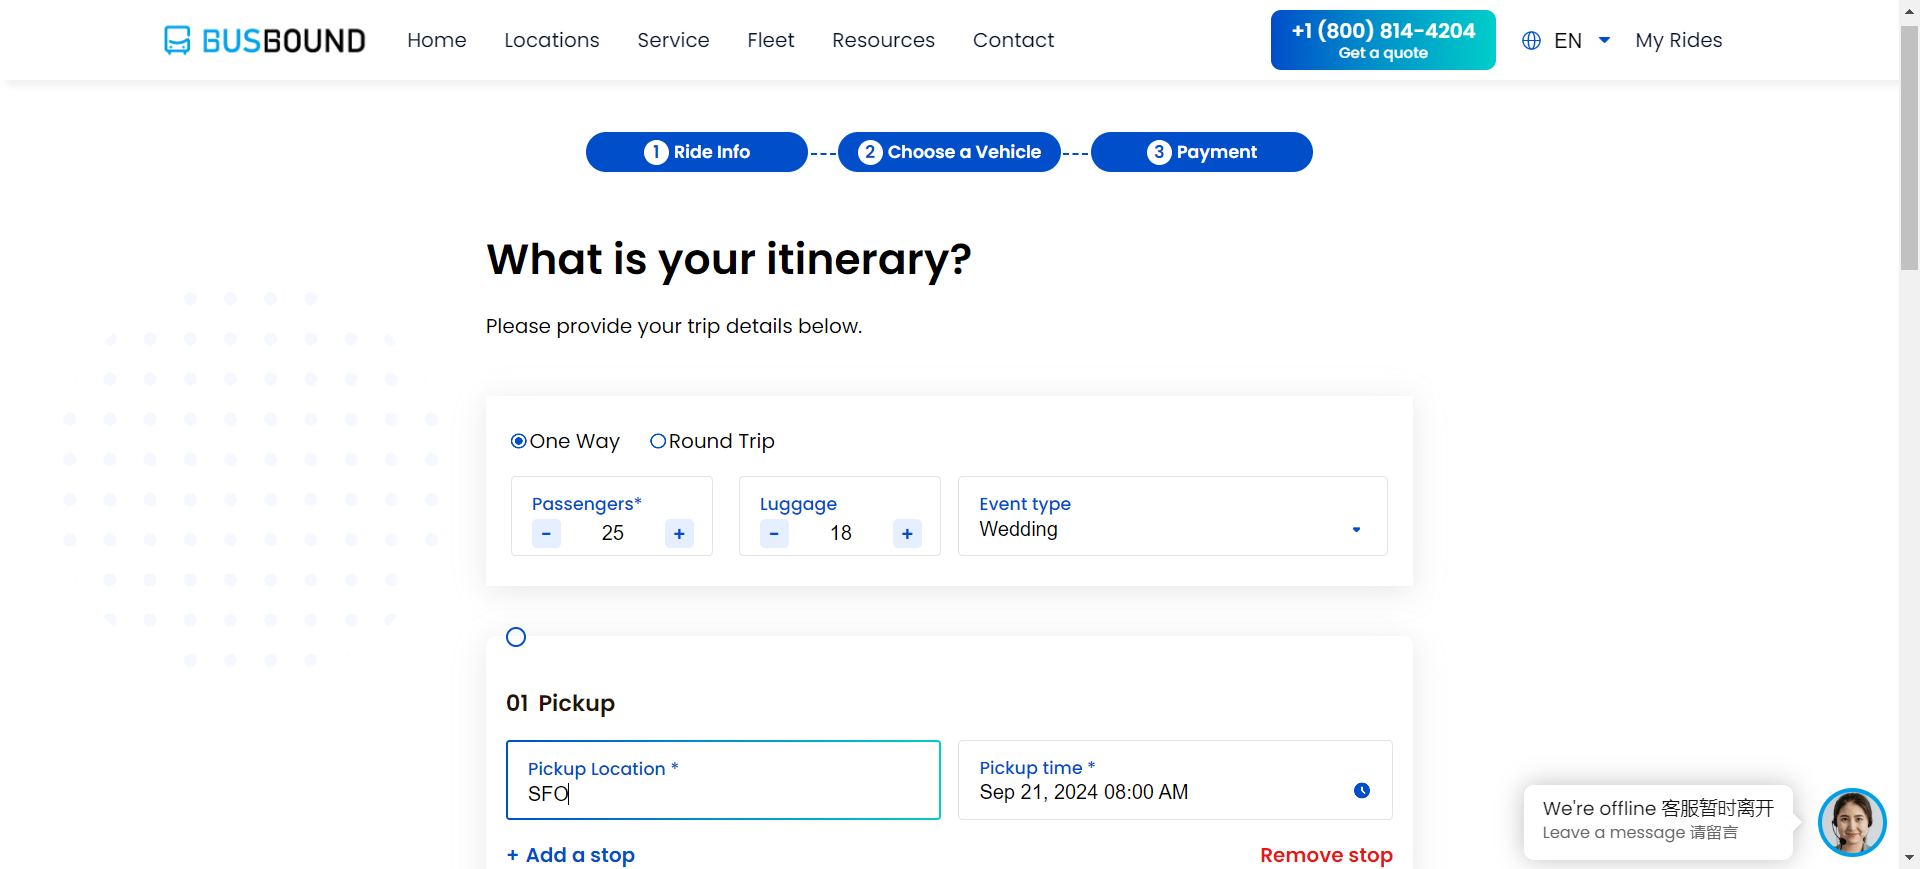 BUSBOUND
Home
Locations
Service
Fleet
Resources
Contact
+1 (800) 814-4204
Get a quote
EN
My Rides
1 Ride Info
2 Choose a Vehicle
3 Payment
What is your itinerary?
Please provide your trip details below.
One Way
Round Trip
Passengers*
- 25 +
Luggage
- 18 +
Event type
Wedding
01 Pickup
Pickup Location *
SFO
Pickup time *
Sep 21, 2024 08:00 AM
+ Add a stop
Remove stop
We're offline 客服暂时离开
Leave a message 请留言